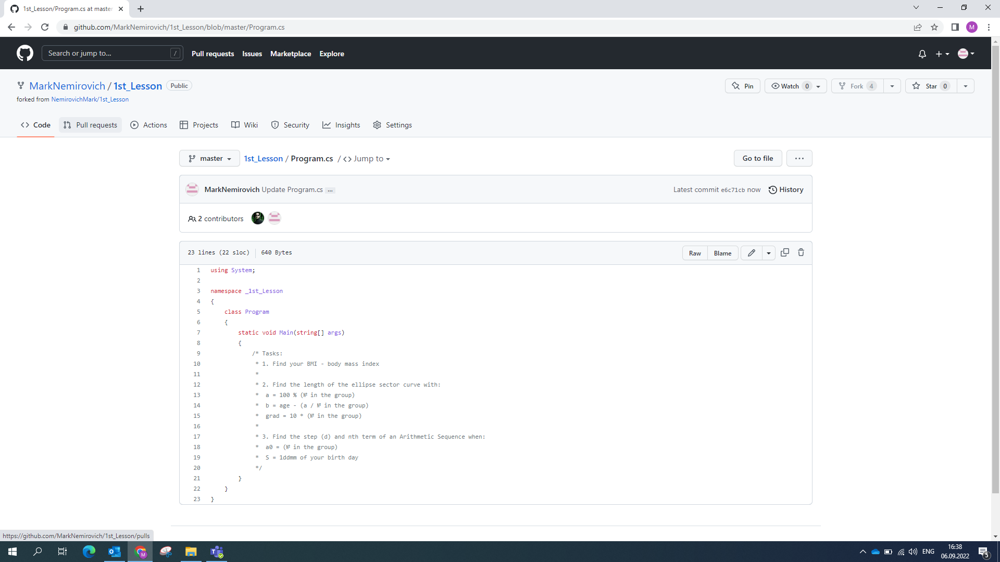 1st_Lesson/Program.cs at master
github.com/MarkNemirovich/1st_Lesson/blob/master/Program.cs
M
Search or jump to...
/
Pull requests
Issues
Marketplace
Explore
MarkNemirovich / 1st_Lesson
Public
Pin
Watch 0
Fork 4
Star 0
forked from NemirovichMark/1st_Lesson
Code
Pull requests
Actions
Projects
Wiki
Security
Insights
Settings
master
1st_Lesson / Program.cs / <> Jump to
Go to file
...
MarkNemirovich Update Program.cs ...
Latest commit e6c71cb now
History
2 contributors
23 lines (22 sloc) | 640 Bytes
Raw
Blame
1 using System;
2
3 namespace _1st_Lesson
4 {
5 class Program
6 {
7 static void Main(string[] args)
8 {
9 /* Tasks:
10 * 1. Find your BMI - body mass index
11 *
12 * 2. Find the length of the ellipse sector curve with:
13 * a = 100 % (№ in the group)
14 * b = age - (a / № in the group)
15 * grad = 10 * (№ in the group)
16 *
17 * 3. Find the step (d) and nth term of an Arithmetic Sequence when:
18 * a0 = (№ in the group)
19 * S = 1ddmm of your birth day
20 */
21 }
22 }
23 }
https://github.com/MarkNemirovich/1st_Lesson/pulls
ENG
16:38
06.09.2022
5